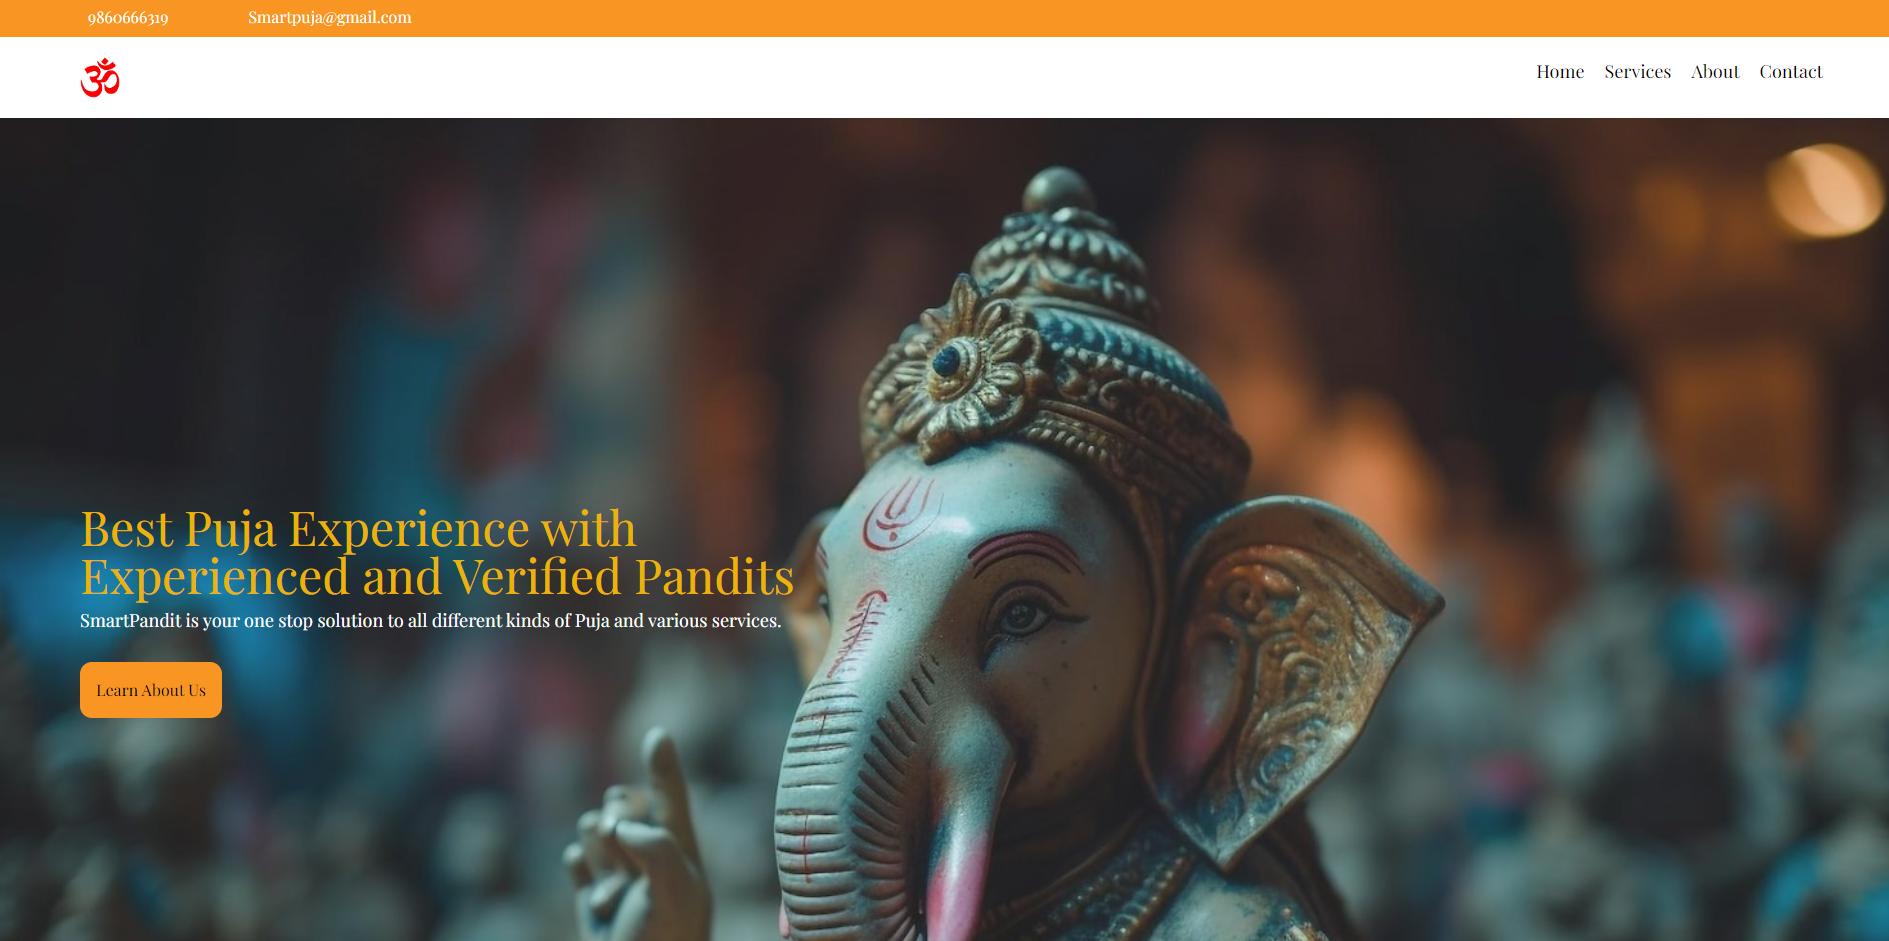 9860666319 Smartpuja@gmail.com
ॐ
Home Services About Contact
Best Puja Experience with
Experienced and Verified Pandits
SmartPandit is your one stop solution to all different kinds of Puja and various services.
Learn About Us